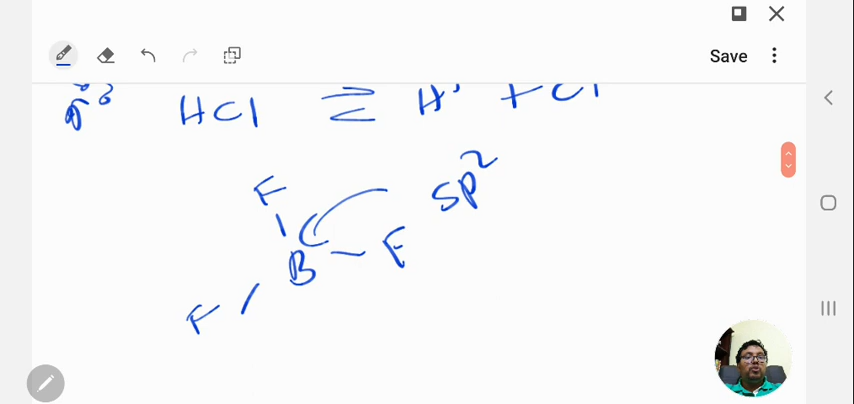 Save
HCl ⇌ H⁺ + Cl
F sp²
B — F
F